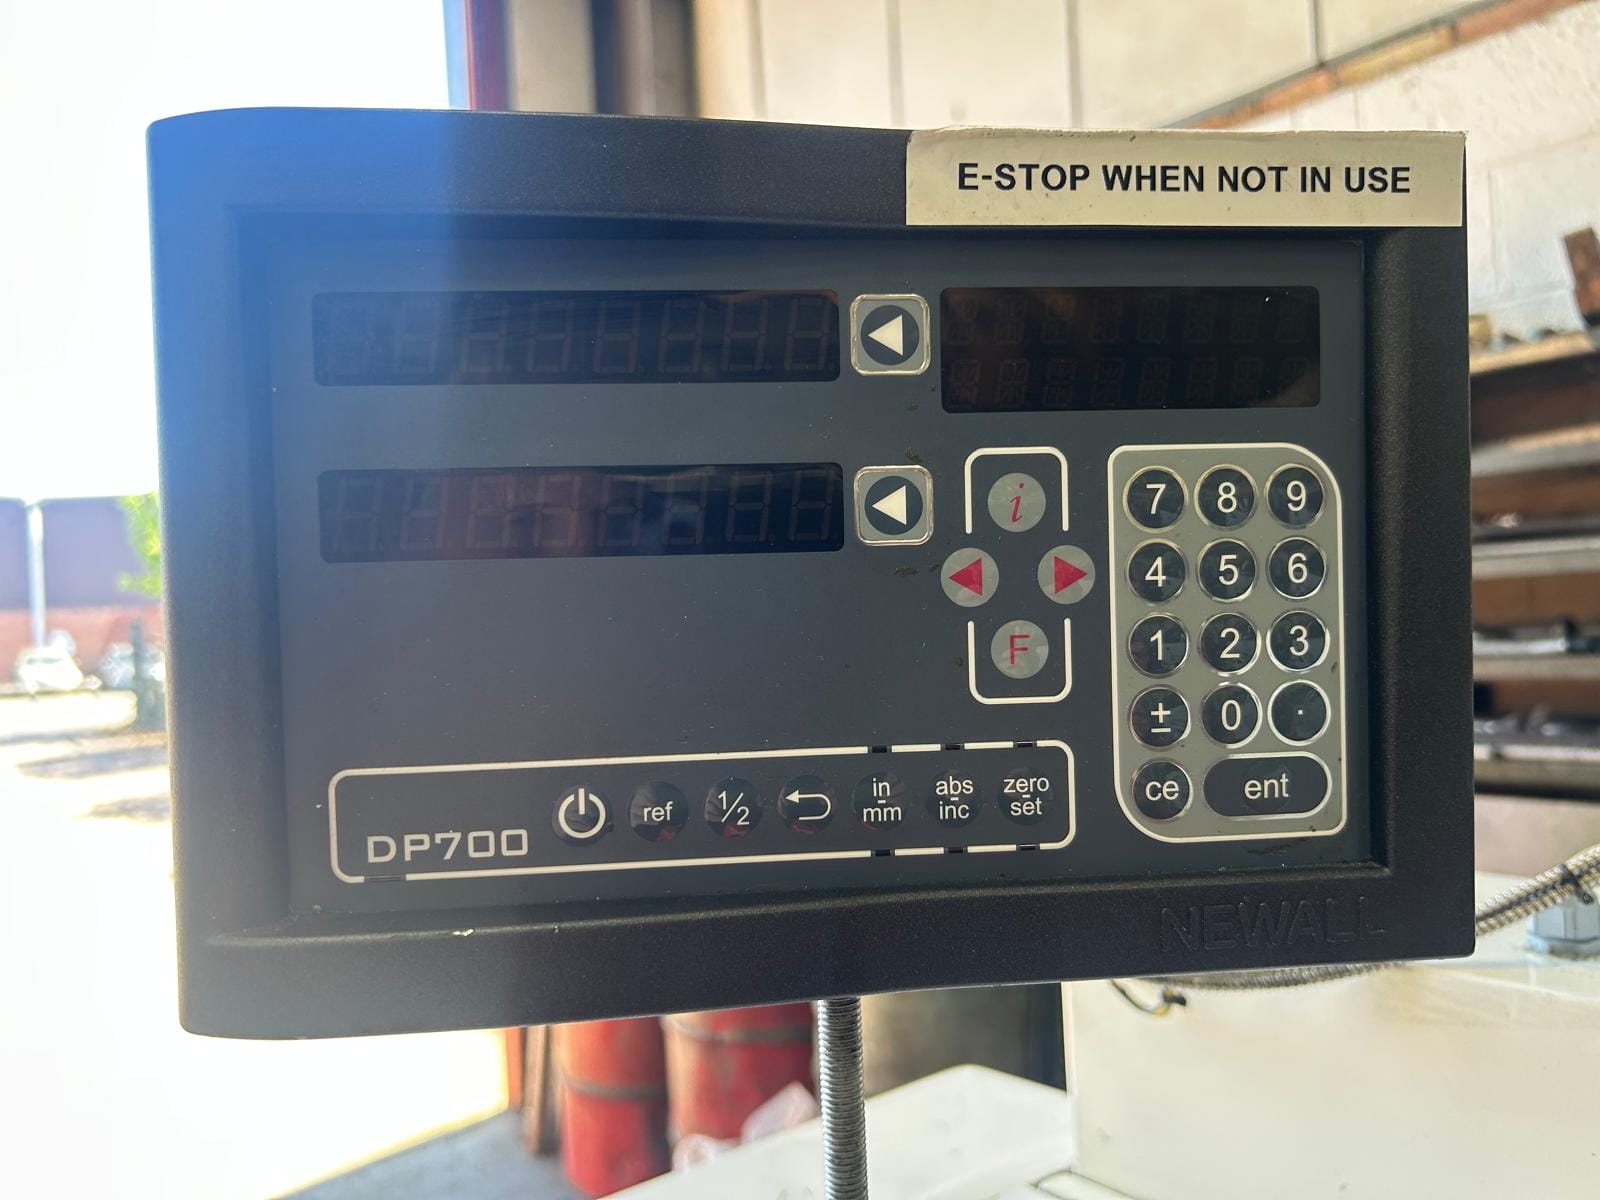 E-STOP WHEN NOT IN USE
i
F
7 8 9
4 5 6
1 2 3
± 0 .
ce ent
DP700
ref
1/2
in
mm
abs
inc
zero
set
NEWALL